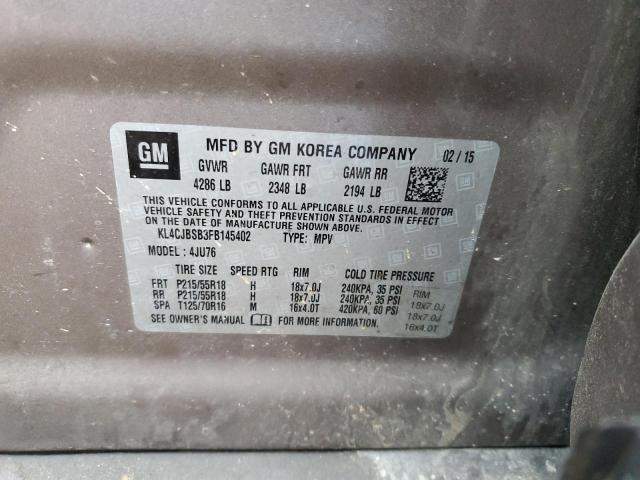 GM MFD BY GM KOREA COMPANY 02 / 15
GVWR GAWR FRT GAWR RR
4286 LB 2348 LB 2194 LB
THIS VEHICLE CONFORMS TO ALL APPLICABLE U.S. FEDERAL MOTOR
VEHICLE SAFETY AND THEFT PREVENTION STANDARDS IN EFFECT
ON THE DATE OF MANUFACTURE SHOWN ABOVE.
KL4CJBSB3FB145402 TYPE: MPV
MODEL : 4JU76
TIRE SIZE SPEED RTG RIM COLD TIRE PRESSURE
FRT P215/55R18 H 18x7.0J 240KPA, 35 PSI
RR P215/55R18 H 18x7.0J 240KPA, 35 PSI
SPA T125/70R16 M 16x4.0T 420KPA, 60 PSI
SEE OWNER'S MANUAL FOR MORE INFORMATION.
RIM
18x7.0J
18x7.0J
16x4.0T